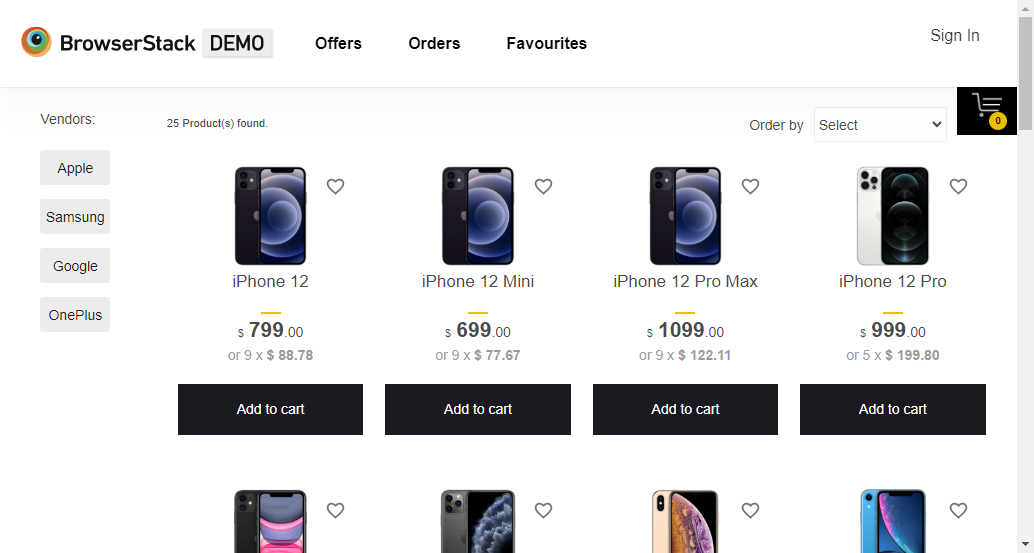 BrowserStack DEMO Offers Orders Favourites Sign In
0
Vendors: 25 Product(s) found. Order by Select
Apple
Samsung
Google
OnePlus
iPhone 12 iPhone 12 Mini iPhone 12 Pro Max iPhone 12 Pro
$ 799.00 $ 699.00 $ 1099.00 $ 999.00
or 9 x $ 88.78 or 9 x $ 77.67 or 9 x $ 122.11 or 5 x $ 199.80
Add to cart Add to cart Add to cart Add to cart